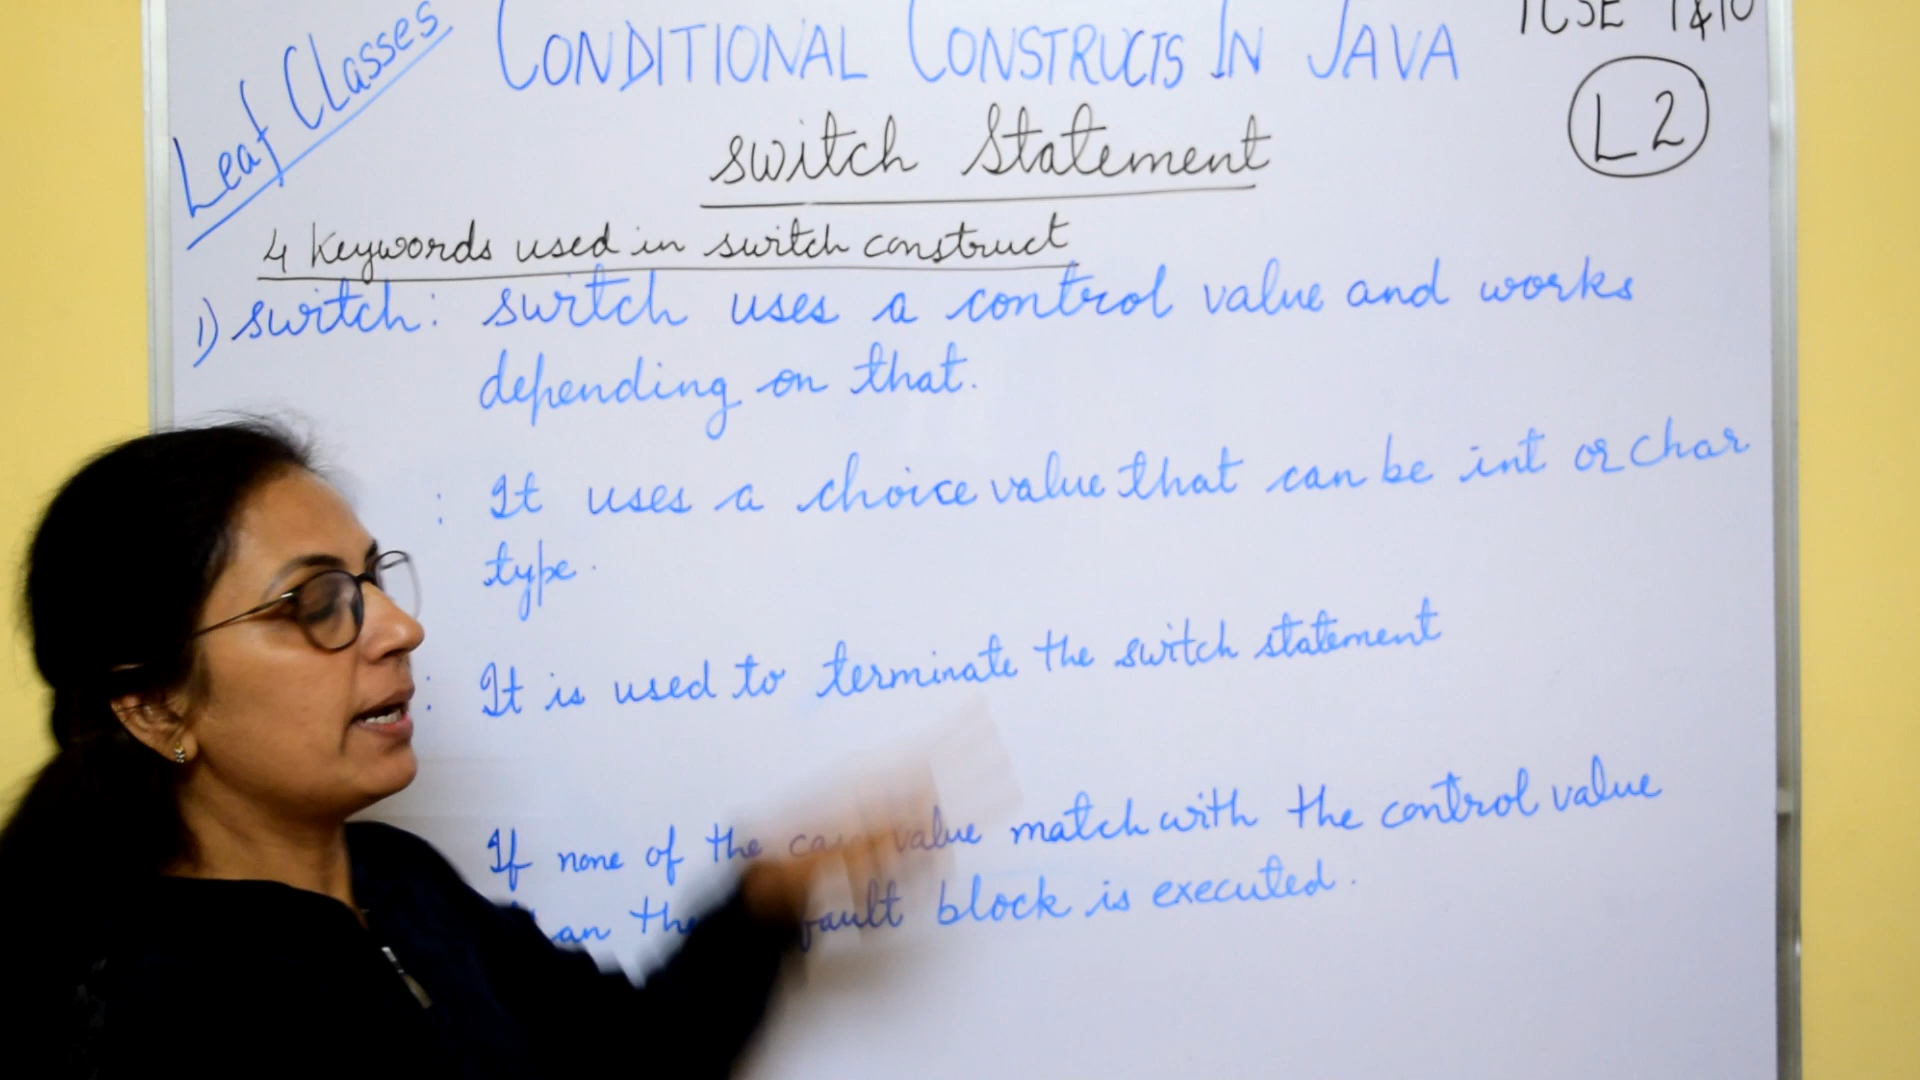 Leaf Classes
CONDITIONAL CONSTRUCTS IN JAVA
ICSE 9&10
L2
switch Statement
4 Keywords used in switch construct
1) switch: switch uses a control value and works
depending on that.
: It uses a choice value that can be int or char
type.
: It is used to terminate the switch statement
If none of the value match with the control value
the block is executed.